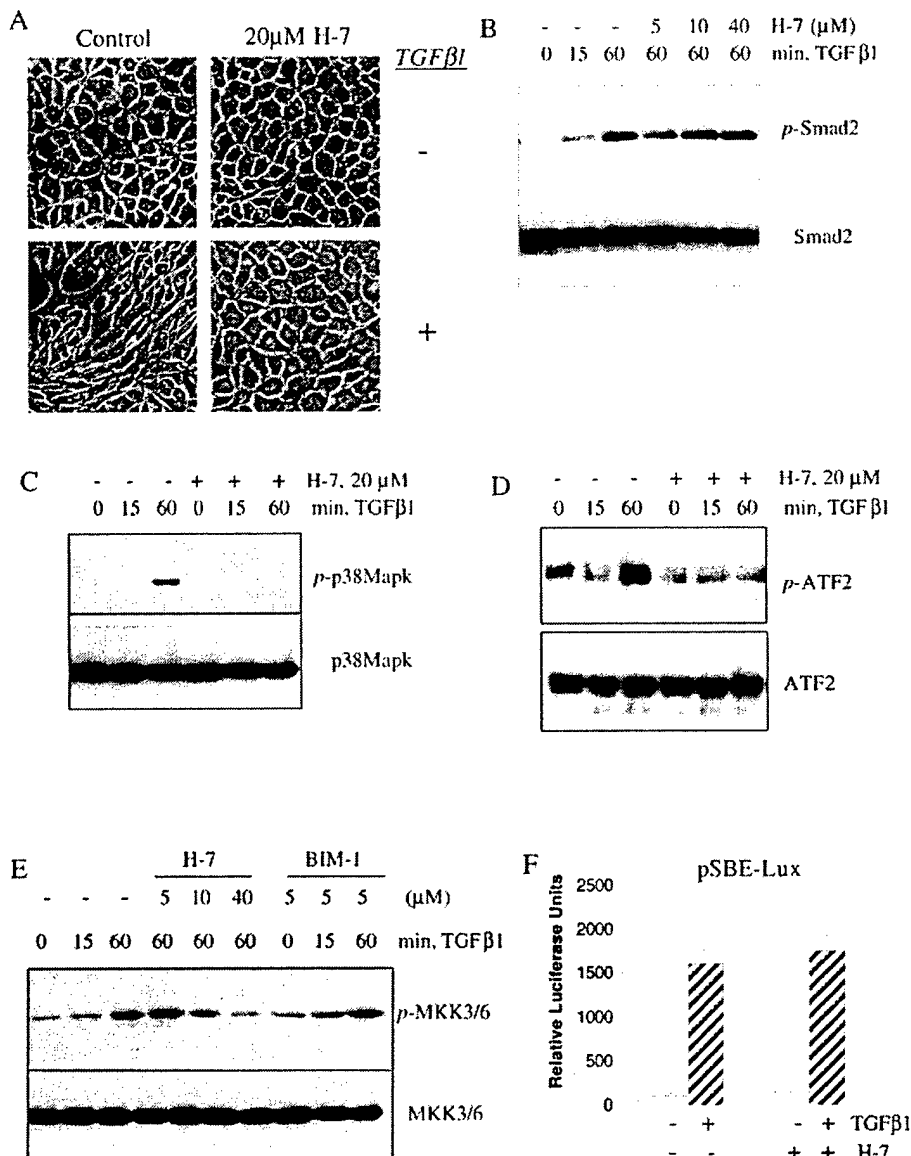 A
Control 20μM H-7
TGFβ1
-
+
B
5 10 40 H-7 (μM)
0 15 60 60 60 60 min. TGFβ1
p-Smad2
Smad2
C
- - - + + + H-7, 20 μM
0 15 60 0 15 60 min, TGFβ1
p-p38Mapk
p38Mapk
D
- - - + + + H-7, 20 μM
0 15 60 0 15 60 min, TGFβ1
p-ATF2
ATF2
E
H-7 BIM-1
- - - 5 10 40 5 5 5 (μM)
0 15 60 60 60 60 0 15 60 min, TGFβ1
p-MKK3/6
MKK3/6
F
pSBE-Lux
Relative Luciferase Units
2500
2000
1500
1000
500
0
- + - + TGFβ1
- - + + H-7